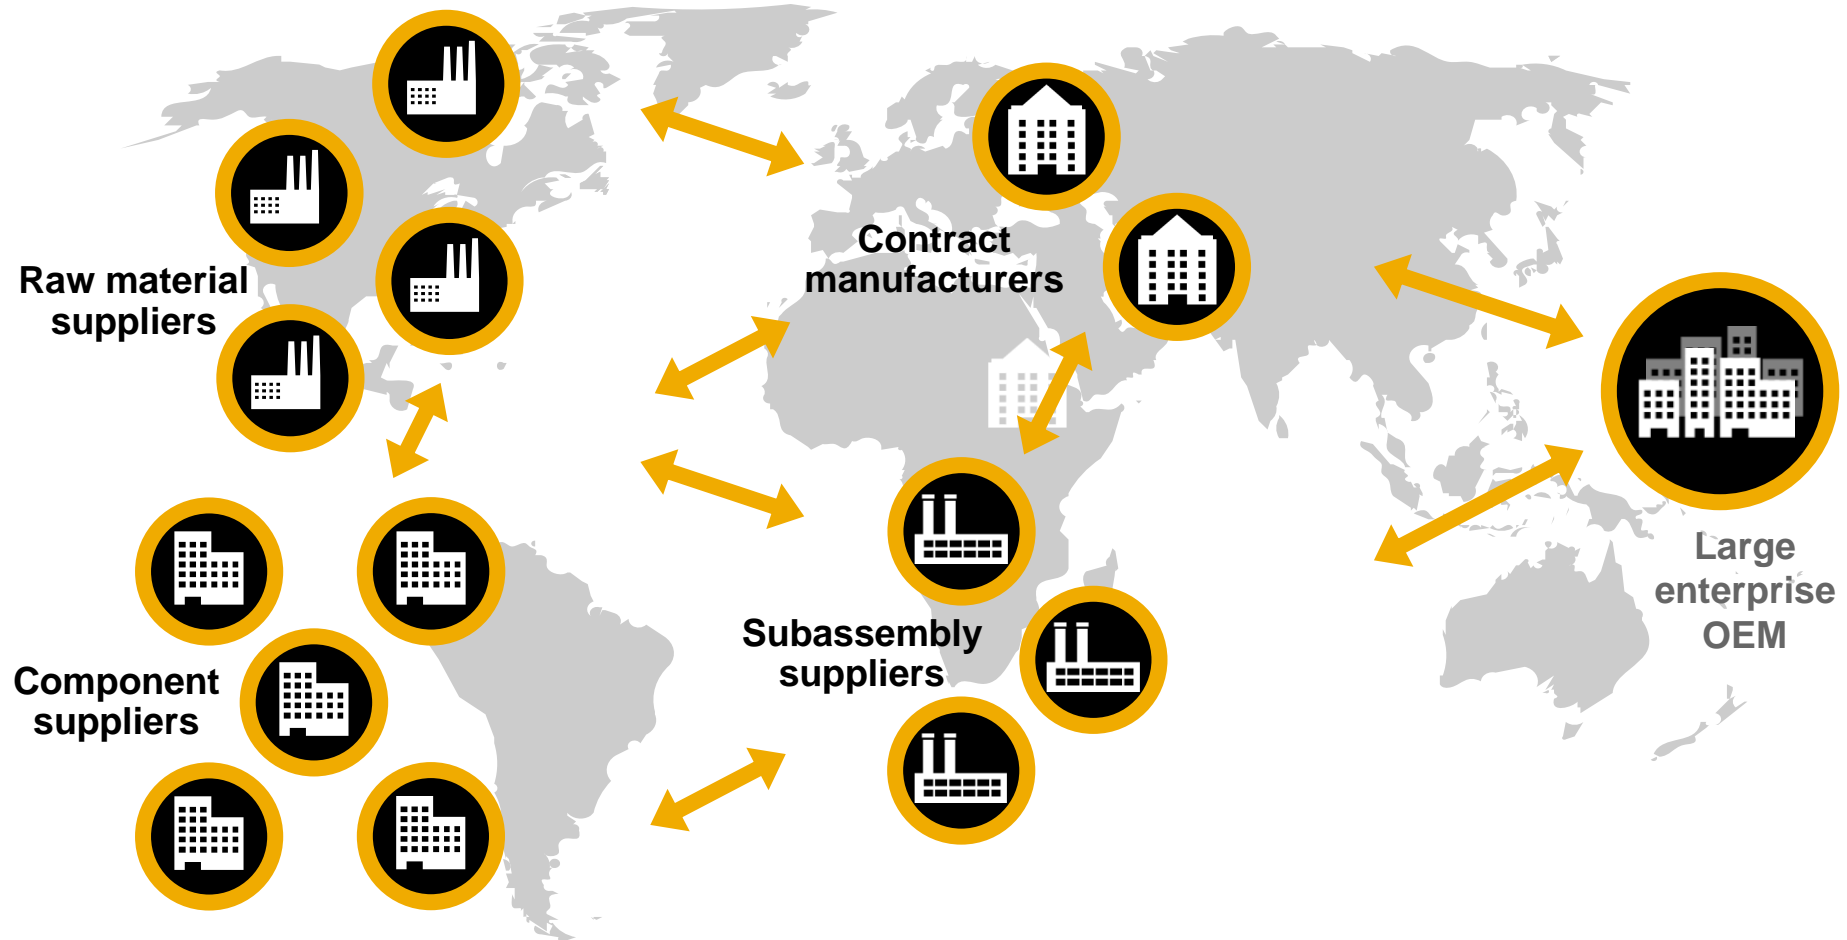 Raw material
suppliers
Contract
manufacturers
Large
enterprise
OEM
Component
suppliers
Subassembly
suppliers